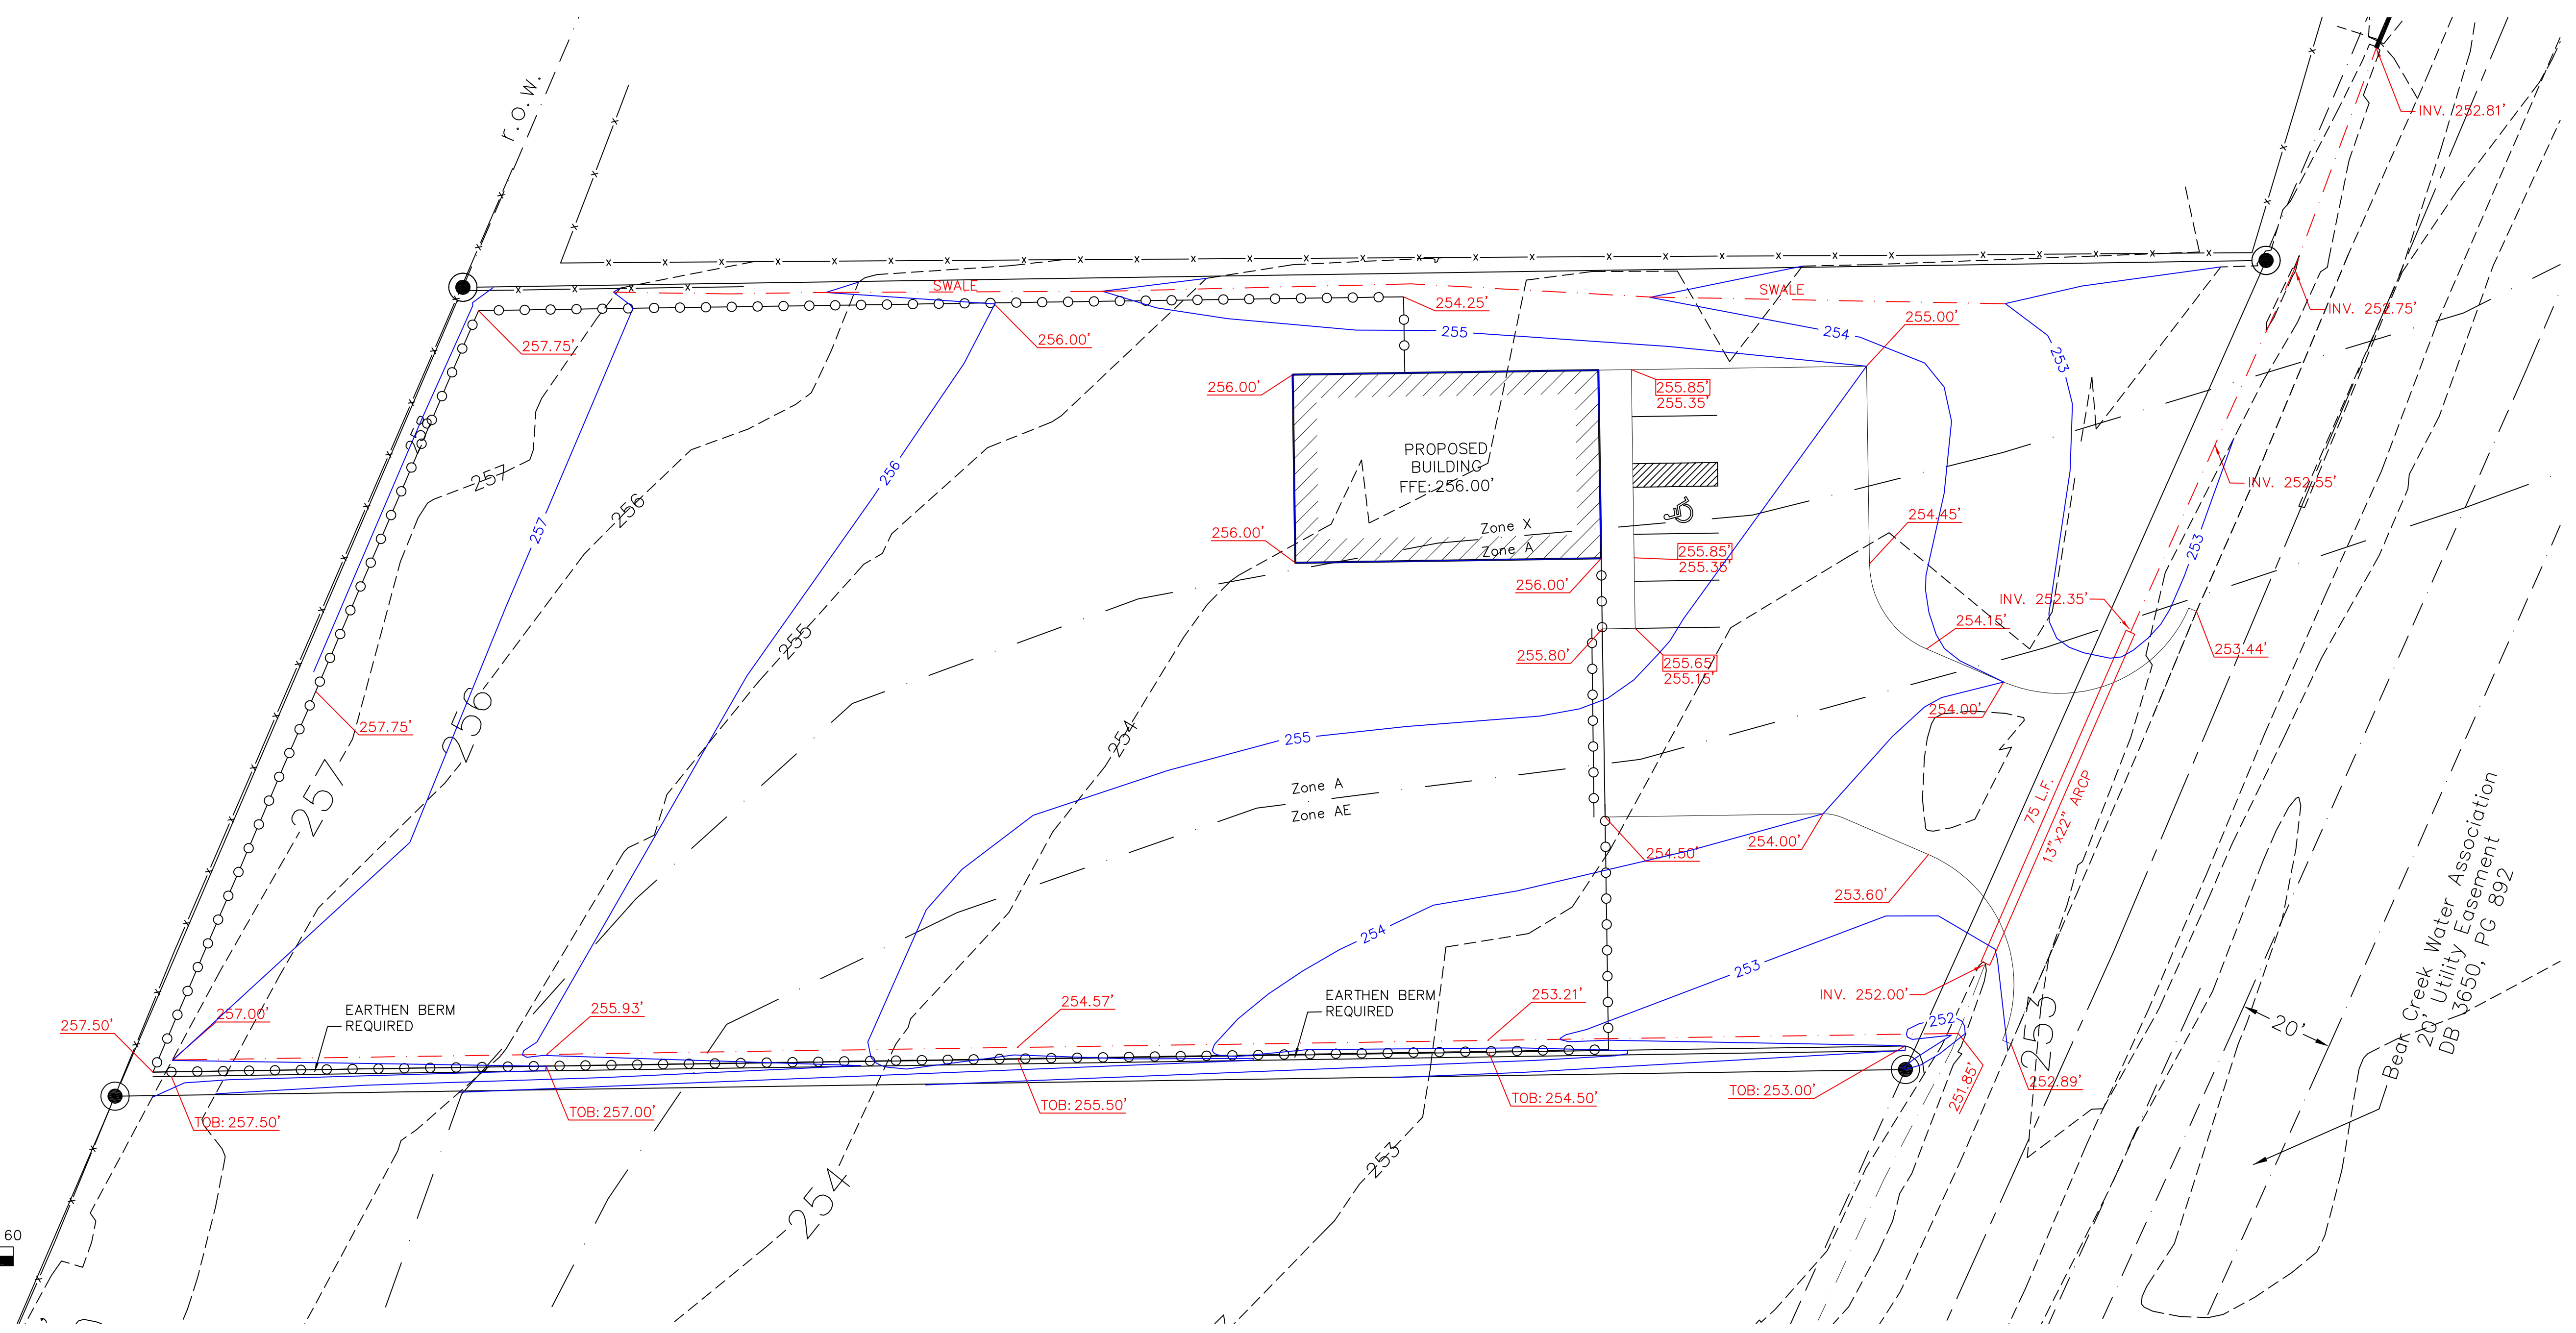 r.o.w.
INV. 252.81'
SWALE
254.25'
SWALE
INV. 252.75'
257.75'
256.00'
255
254
255.00'
253
256.00'
255.85'
255.35'
258
257
256
257
256
PROPOSED
BUILDING
FFE: 256.00'
INV. 252.55'
254.45'
Zone X
Zone A
256.00'
255.85'
255.35'
253
256.00'
INV. 252.35'
254.15'
255
255.80'
255.65'
255.15'
253.44'
254.00'
257.75'
256
254
255
257
Zone A
Zone AE
75 L.F.
13"x22" ARCP
254.50'
254.00'
253.60'
Beak Creek Water Association
20' Utility Easement
DB 3650, PG 892
254
253
257.50'
257.00'
EARTHEN BERM
REQUIRED
255.93'
254.57'
EARTHEN BERM
REQUIRED
253.21'
INV. 252.00'
252
253
20'
TOB: 257.50'
TOB: 257.00'
TOB: 255.50'
TOB: 254.50'
TOB: 253.00'
251.85'
252.89'
254
253
60